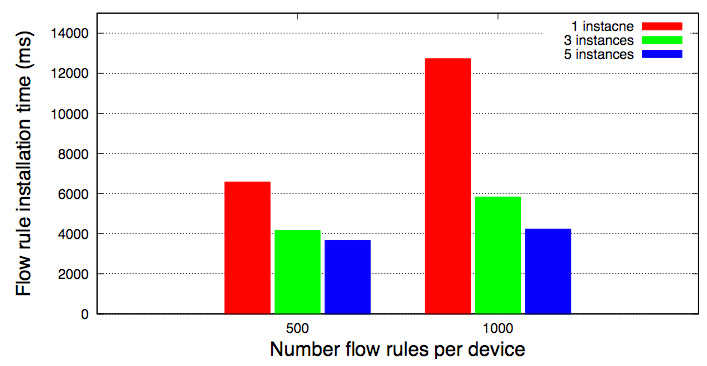 Flow rule installation time (ms)
14000
12000
10000
8000
6000
4000
2000
0
1 instacne
3 instances
5 instances
500
1000
Number flow rules per device